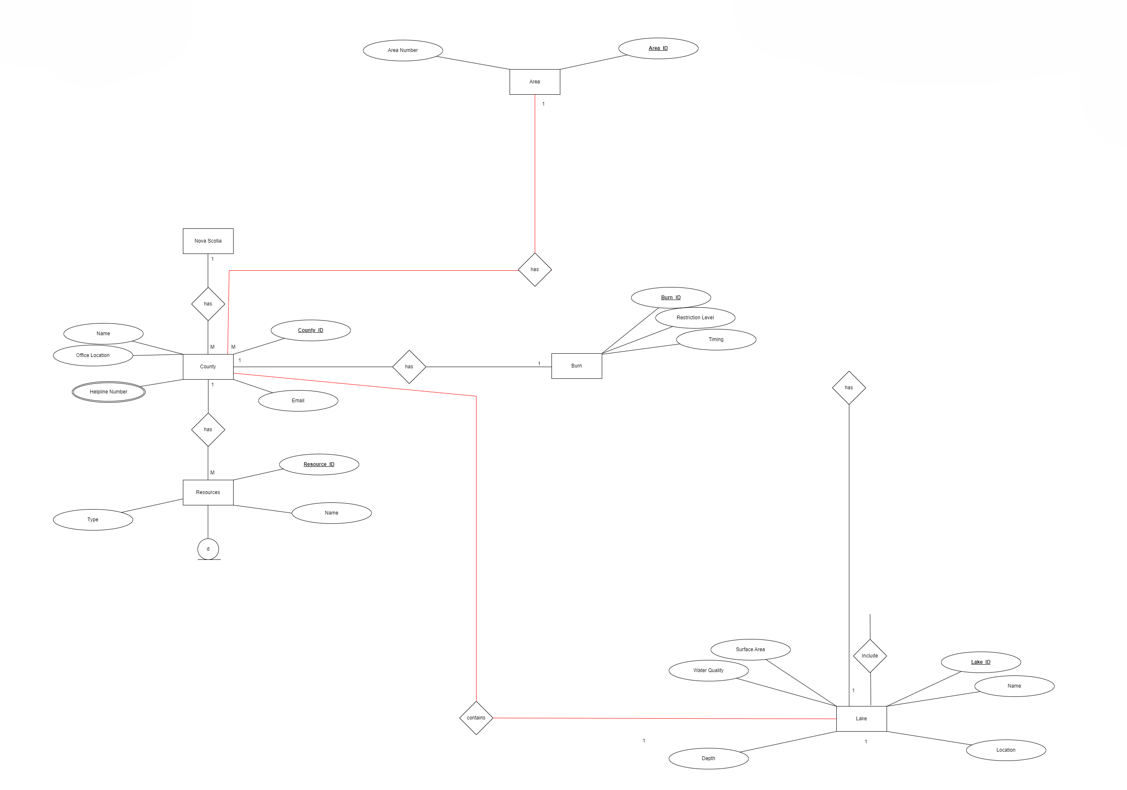 Area Number
Area_ID
Area
1
Nova Scotia
1
has
has
Burn_ID
Restriction Level
Timing
Name
County_ID
Office Location
M
M
1
County
has
1
Burn
has
Helpline Number
1
Email
has
Resource_ID
M
Resources
Type
Name
d
Surface Area
Include
Lake_ID
Water Quality
Name
1
contains
Lake
1
1
Location
Depth